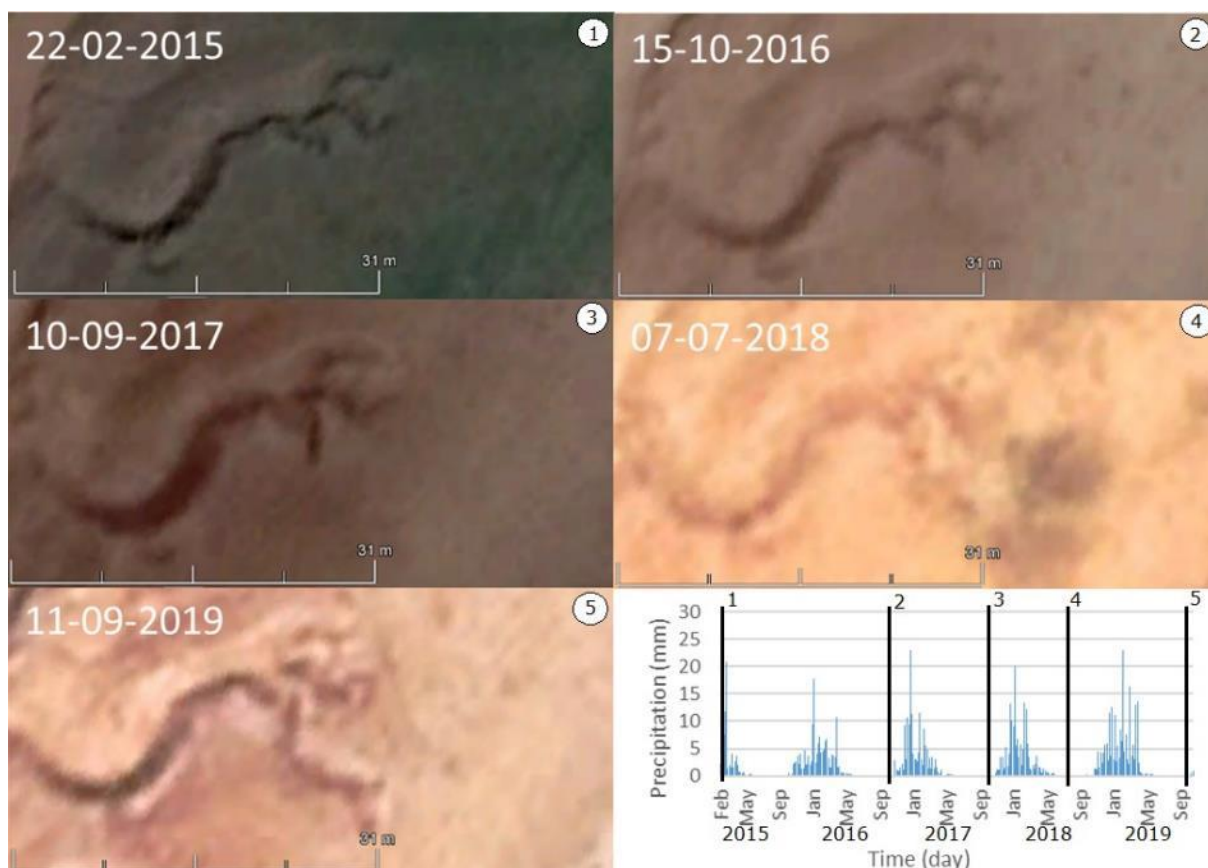 22-02-2015
1
31 m
15-10-2016
2
31 m
10-09-2017
3
31 m
07-07-2018
4
31 m
11-09-2019
5
31 m
1 2 3 4 5
Precipitation (mm)
30
25
20
15
10
5
0
Feb May Sep Jan May Sep Jan May Sep Jan May Sep Jan May Sep
2015 2016 2017 2018 2019
Time (day)